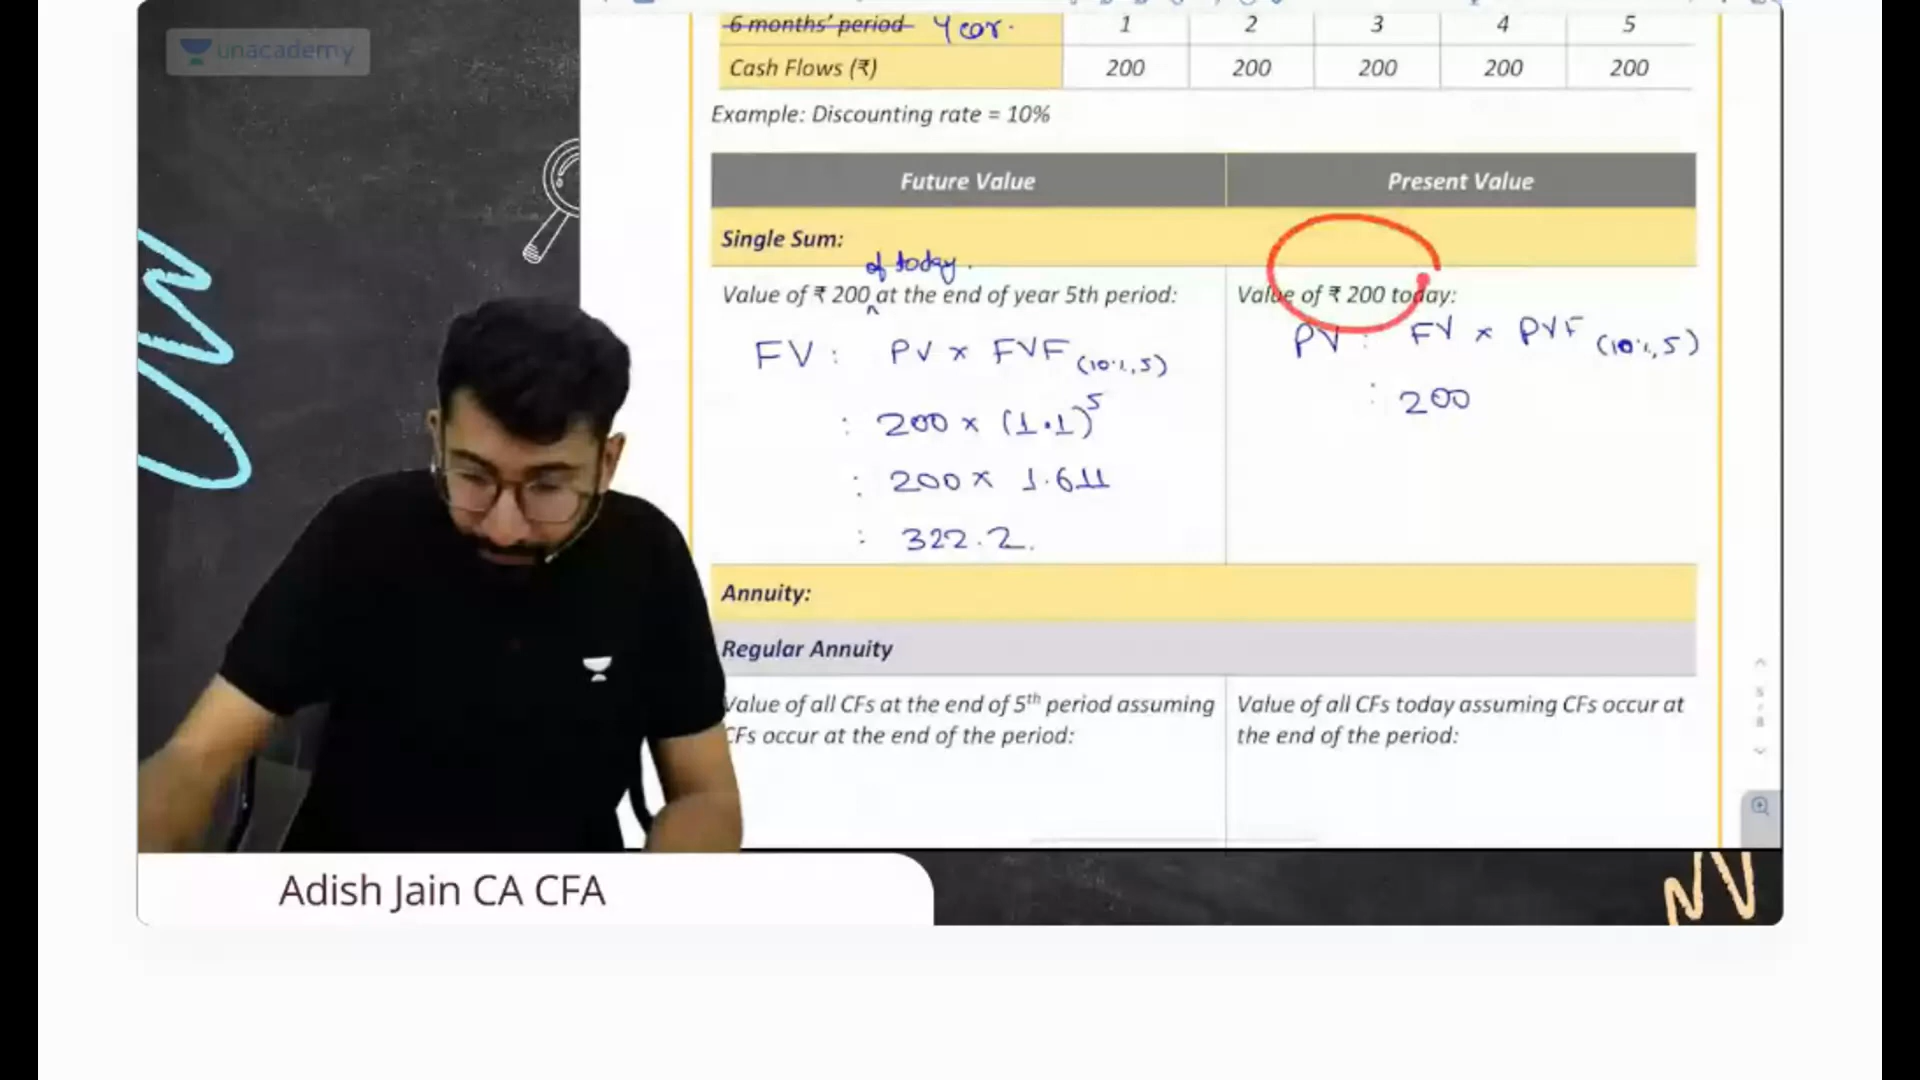 unacademy
6 months' period Year. 1 2 3 4 5
Cash Flows (₹) 200 200 200 200 200
Example: Discounting rate = 10%
Future Value Present Value
Single Sum:
of today.
Value of ₹ 200 ^ at the end of year 5th period: Value of ₹ 200 today:
FV : PV x FVF (10%,5) PV : FV x PVF (10%,5)
: 200 x (1.1)⁵ : 200
: 200 x 1.611
: 322.2.
Annuity:
Regular Annuity
Value of all CFs at the end of 5th period assuming Value of all CFs today assuming CFs occur at
CFs occur at the end of the period: the end of the period:
5
/
8
Adish Jain CA CFA